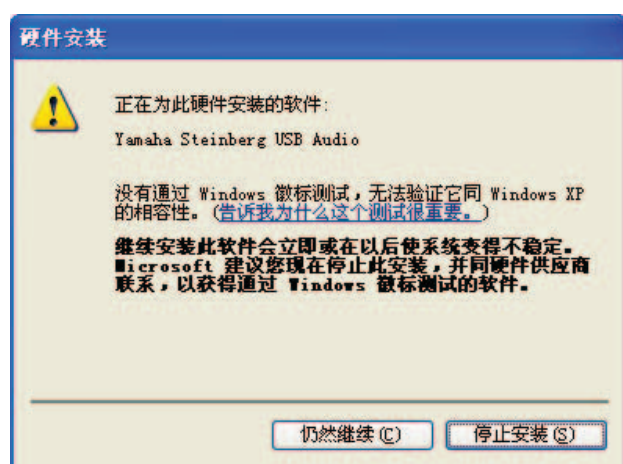 硬件安装
正在为此硬件安装的软件:
Yamaha Steinberg USB Audio
没有通过 Windows 徽标测试，无法验证它同 Windows XP
的相容性。(告诉我为什么这个测试很重要。)
继续安装此软件会立即或在以后使系统变得不稳定。
Microsoft 建议您现在停止此安装，并同硬件供应商
联系，以获得通过 Windows 徽标测试的软件。
仍然继续(C)
停止安装(S)